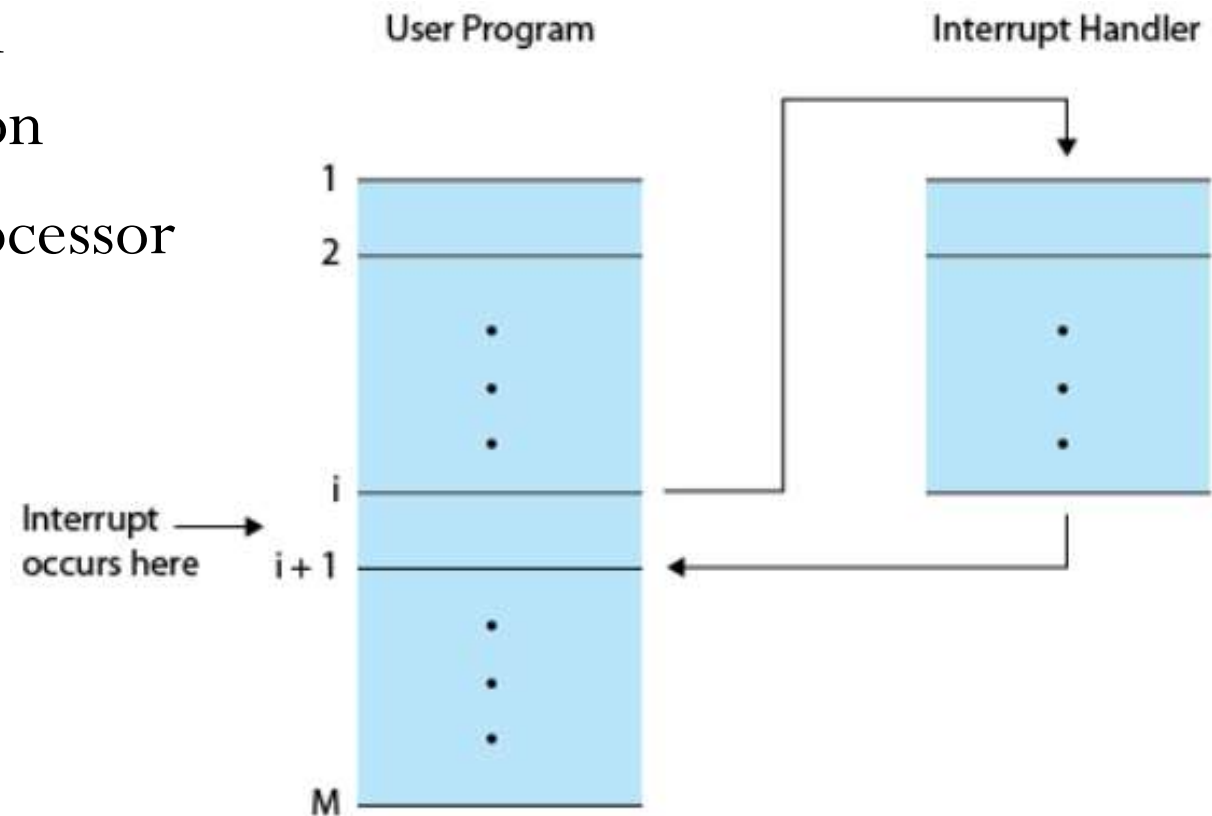 on
ocessor
User Program
Interrupt Handler
1
2
i
Interrupt
occurs here
i + 1
M